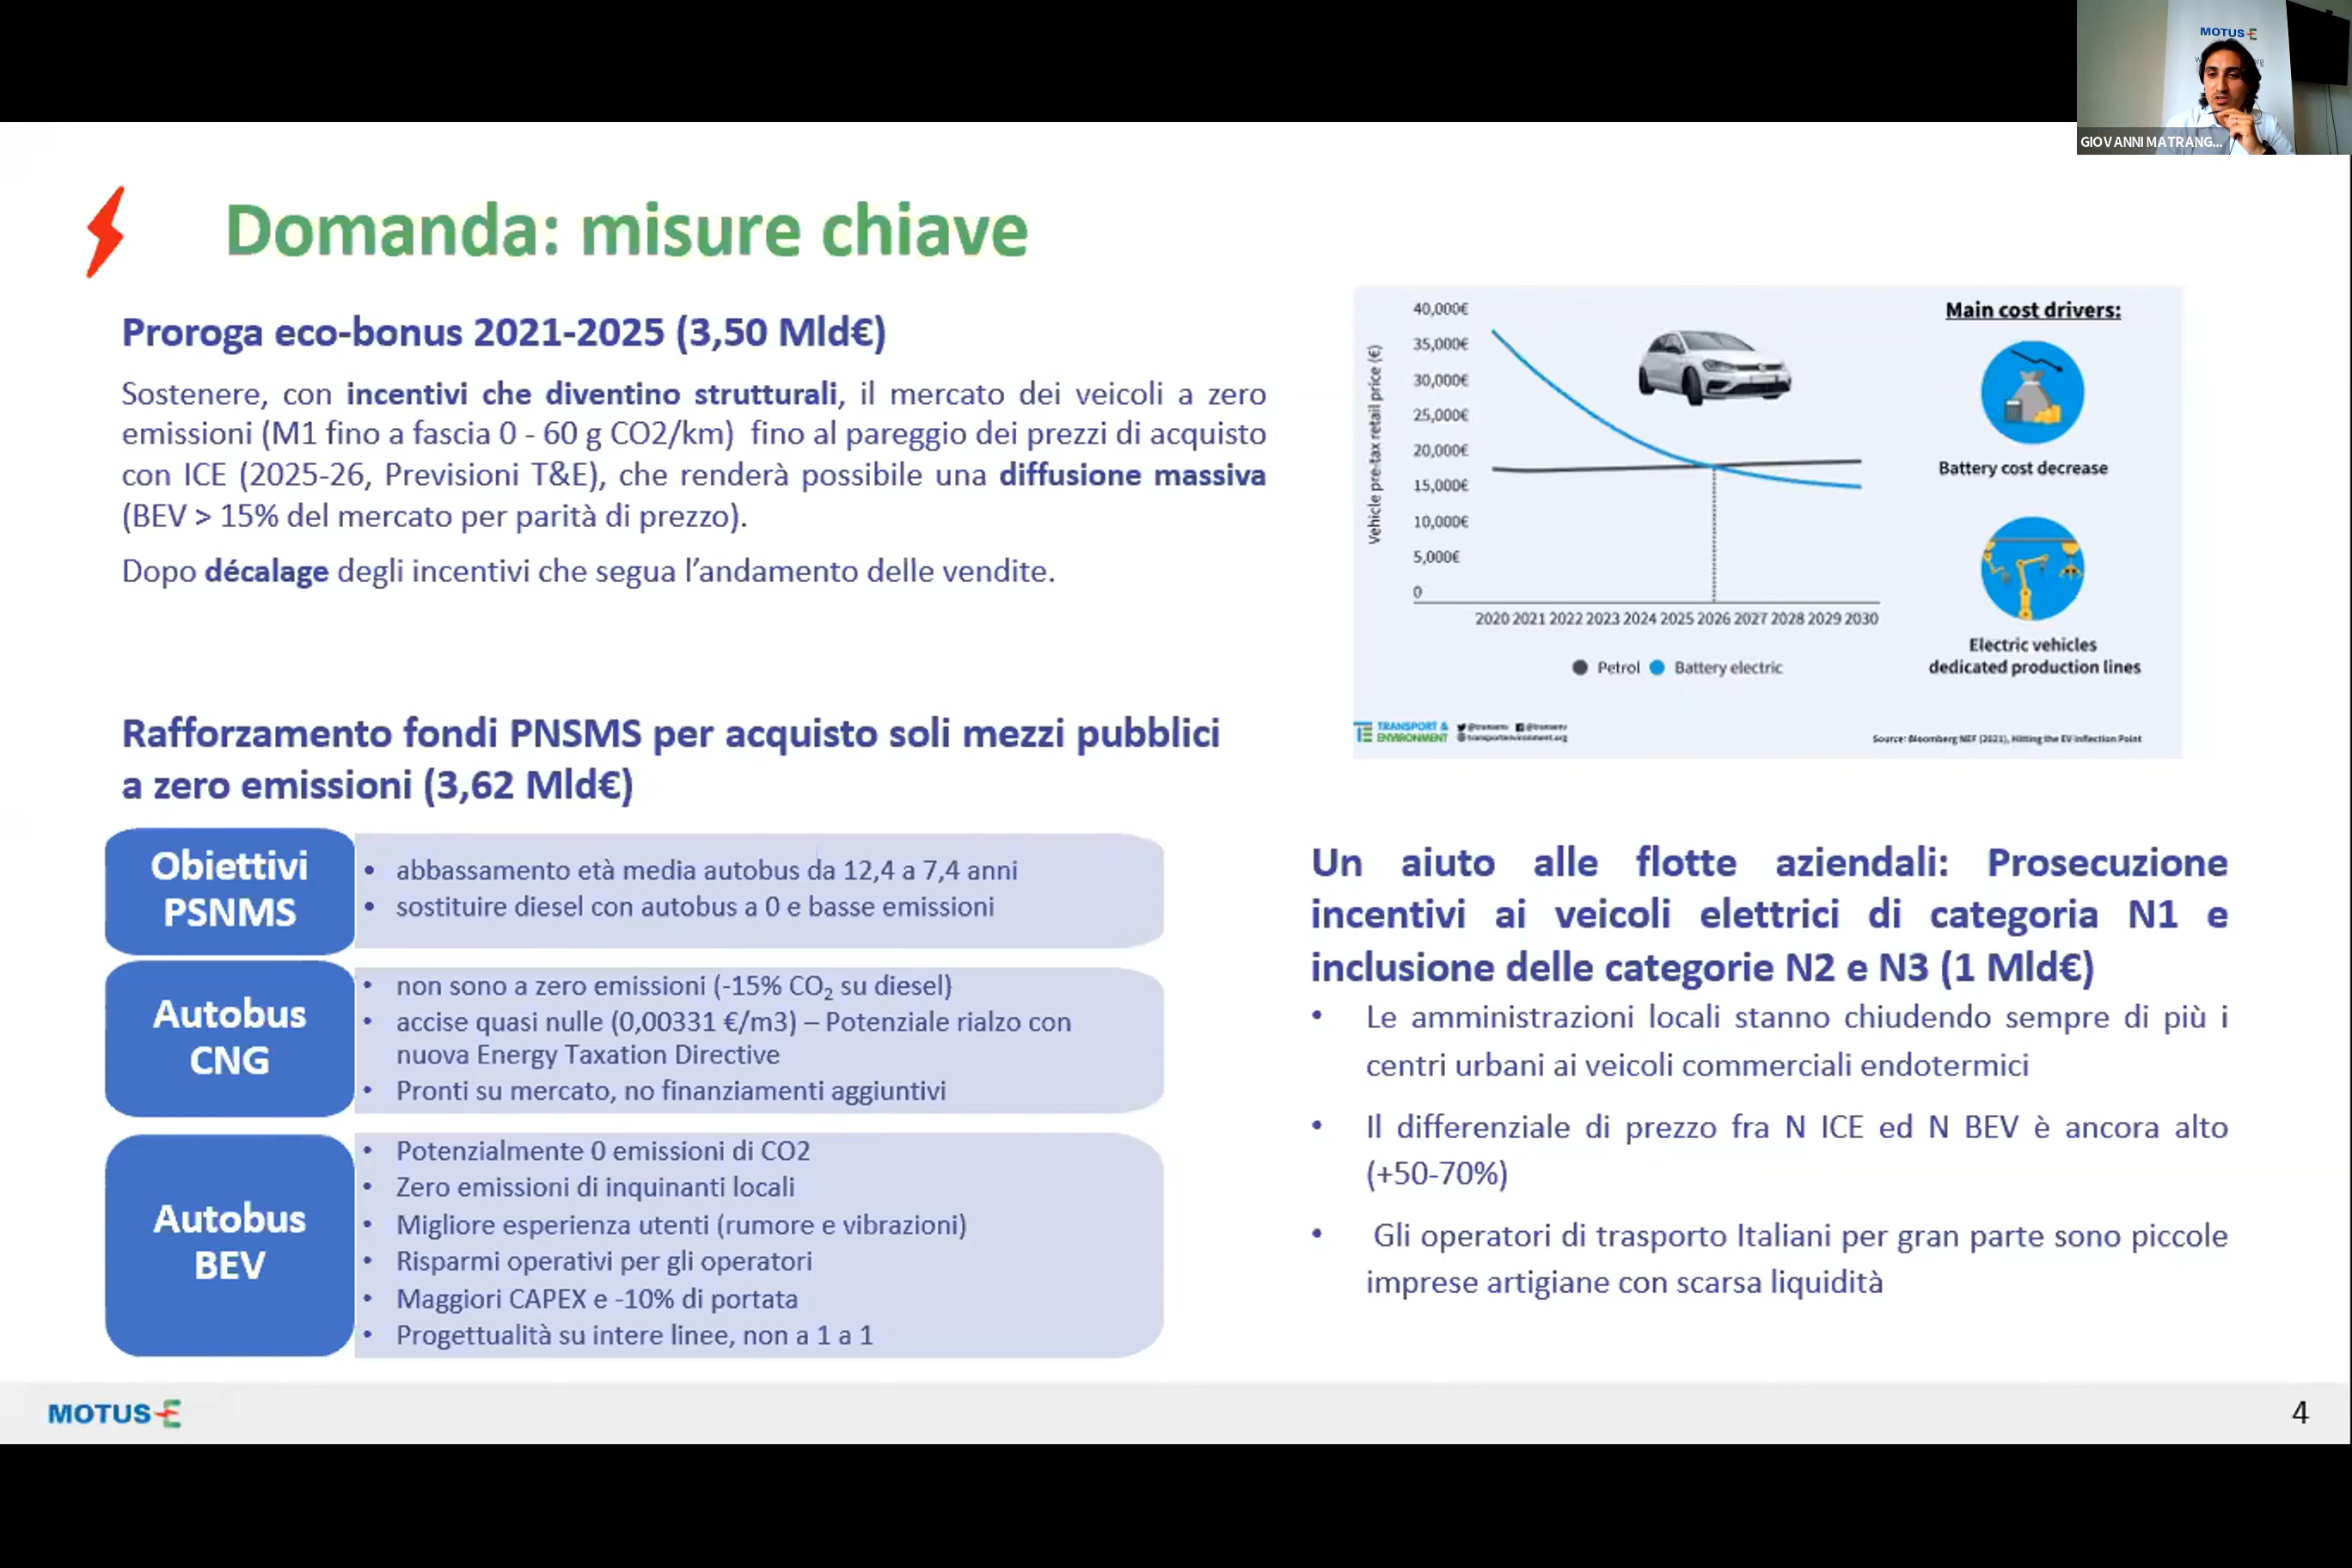 MOTUS
GIOVANNI MATRANG...
Domanda: misure chiave
Proroga eco-bonus 2021-2025 (3,50 Mld€)
Sostenere, con incentivi che diventino strutturali, il mercato dei veicoli a zero
emissioni (M1 fino a fascia 0 - 60 g CO2/km) fino al pareggio dei prezzi di acquisto
con ICE (2025-26, Previsioni T&E), che renderà possibile una diffusione massiva
(BEV > 15% del mercato per parità di prezzo).
Dopo décalage degli incentivi che segua l’andamento delle vendite.
Vehicle pre-tax retail price (€)
40,000€
35,000€
30,000€
25,000€
20,000€
15,000€
10,000€
5,000€
0
2020 2021 2022 2023 2024 2025 2026 2027 2028 2029 2030
Petrol Battery electric
Main cost drivers:
Battery cost decrease
Electric vehicles
dedicated production lines
TRANSPORT & @transenv @transenv
ENVIRONMENT @transportenvironment.org
Source: Bloomberg NEF (2021), Hitting the EV Inflection Point
Rafforzamento fondi PNSMS per acquisto soli mezzi pubblici
a zero emissioni (3,62 Mld€)
Obiettivi
PSNMS
• abbassamento età media autobus da 12,4 a 7,4 anni
• sostituire diesel con autobus a 0 e basse emissioni
Autobus
CNG
• non sono a zero emissioni (-15% CO₂ su diesel)
• accise quasi nulle (0,00331 €/m3) – Potenziale rialzo con
nuova Energy Taxation Directive
• Pronti su mercato, no finanziamenti aggiuntivi
Autobus
BEV
• Potenzialmente 0 emissioni di CO2
• Zero emissioni di inquinanti locali
• Migliore esperienza utenti (rumore e vibrazioni)
• Risparmi operativi per gli operatori
• Maggiori CAPEX e -10% di portata
• Progettualità su intere linee, non a 1 a 1
Un aiuto alle flotte aziendali: Prosecuzione
incentivi ai veicoli elettrici di categoria N1 e
inclusione delle categorie N2 e N3 (1 Mld€)
• Le amministrazioni locali stanno chiudendo sempre di più i
centri urbani ai veicoli commerciali endotermici
• Il differenziale di prezzo fra N ICE ed N BEV è ancora alto
(+50-70%)
• Gli operatori di trasporto Italiani per gran parte sono piccole
imprese artigiane con scarsa liquidità
MOTUS E
4